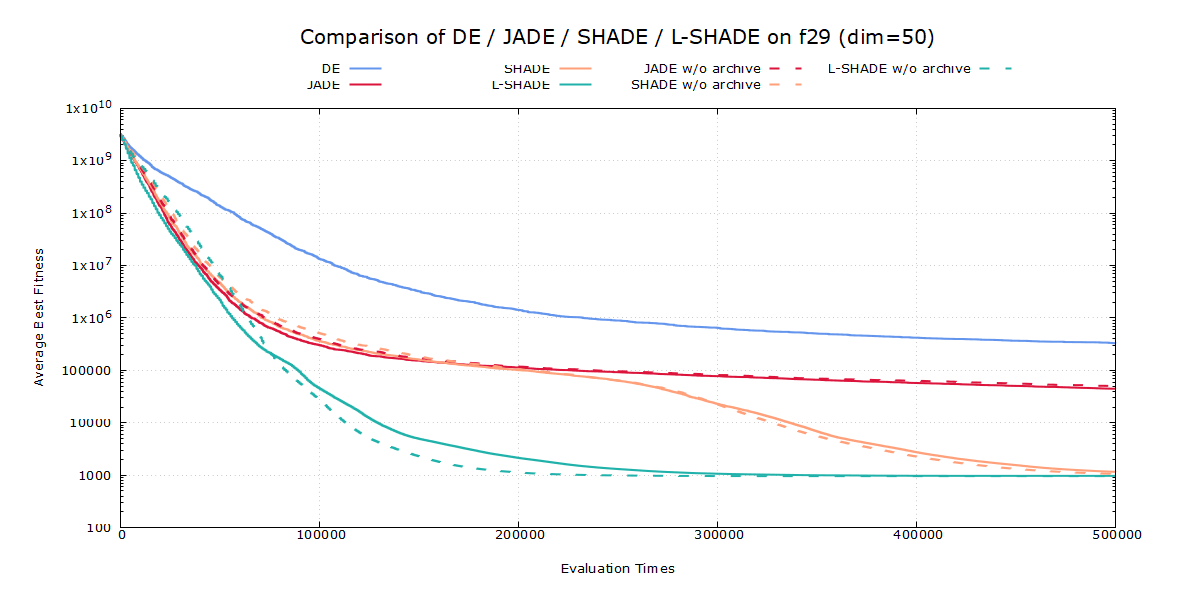 Comparison of DE / JADE / SHADE / L-SHADE on f29 (dim=50)
DE SHADE JADE w/o archive L-SHADE w/o archive
JADE L-SHADE SHADE w/o archive
1x10^10
1x10^9
1x10^8
1x10^7
1x10^6
100000
10000
1000
100
Average Best Fitness
0 100000 200000 300000 400000 500000
Evaluation Times